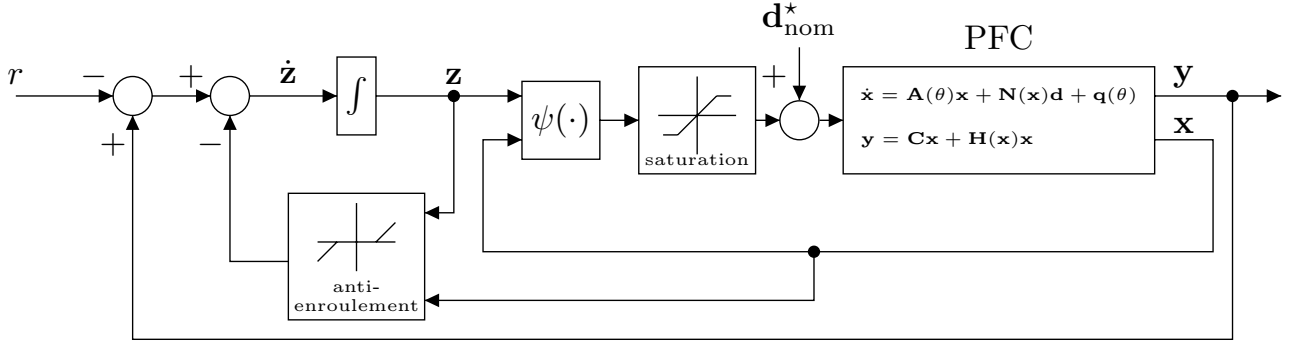 r
−
+
+
−
ż
∫
z
ψ(·)
saturation
+
d⋆nom
PFC
ẋ = A(θ)x + N(x)d + q(θ)
y = Cx + H(x)x
y
x
anti-
enroulement